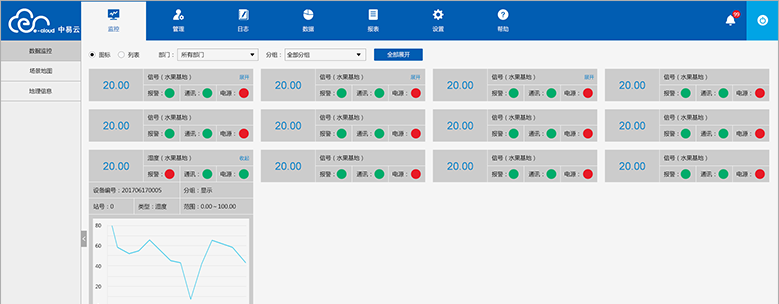 e-cloud 中易云
监控 管理 日志 数据 报表 设置 帮助 99
数据监控
场景地图
地理信息
图标 列表 部门： 所有部门 分组： 全部分组 全部展开
20.00 信号（水果基地） 展开 20.00 信号（水果基地） 展开 20.00 信号（水果基地） 展开 20.00 信号（水果基地）
报警： 通讯： 电源： 报警： 通讯： 电源： 报警： 通讯： 电源： 报警： 通讯： 电源：
20.00 信号（水果基地） 20.00 信号（水果基地） 20.00 信号（水果基地） 20.00 信号（水果基地）
报警： 通讯： 电源： 报警： 通讯： 电源： 报警： 通讯： 电源： 报警： 通讯： 电源：
20.00 湿度（水果基地） 收起 20.00 信号（水果基地） 20.00 信号（水果基地） 20.00 信号（水果基地）
报警： 通讯： 电源： 报警： 通讯： 电源： 报警： 通讯： 电源： 报警： 通讯： 电源：
设备编号：201706170005 分组：显示
站号：0 类型：湿度 范围：0.00~100.00
80
60
40
20